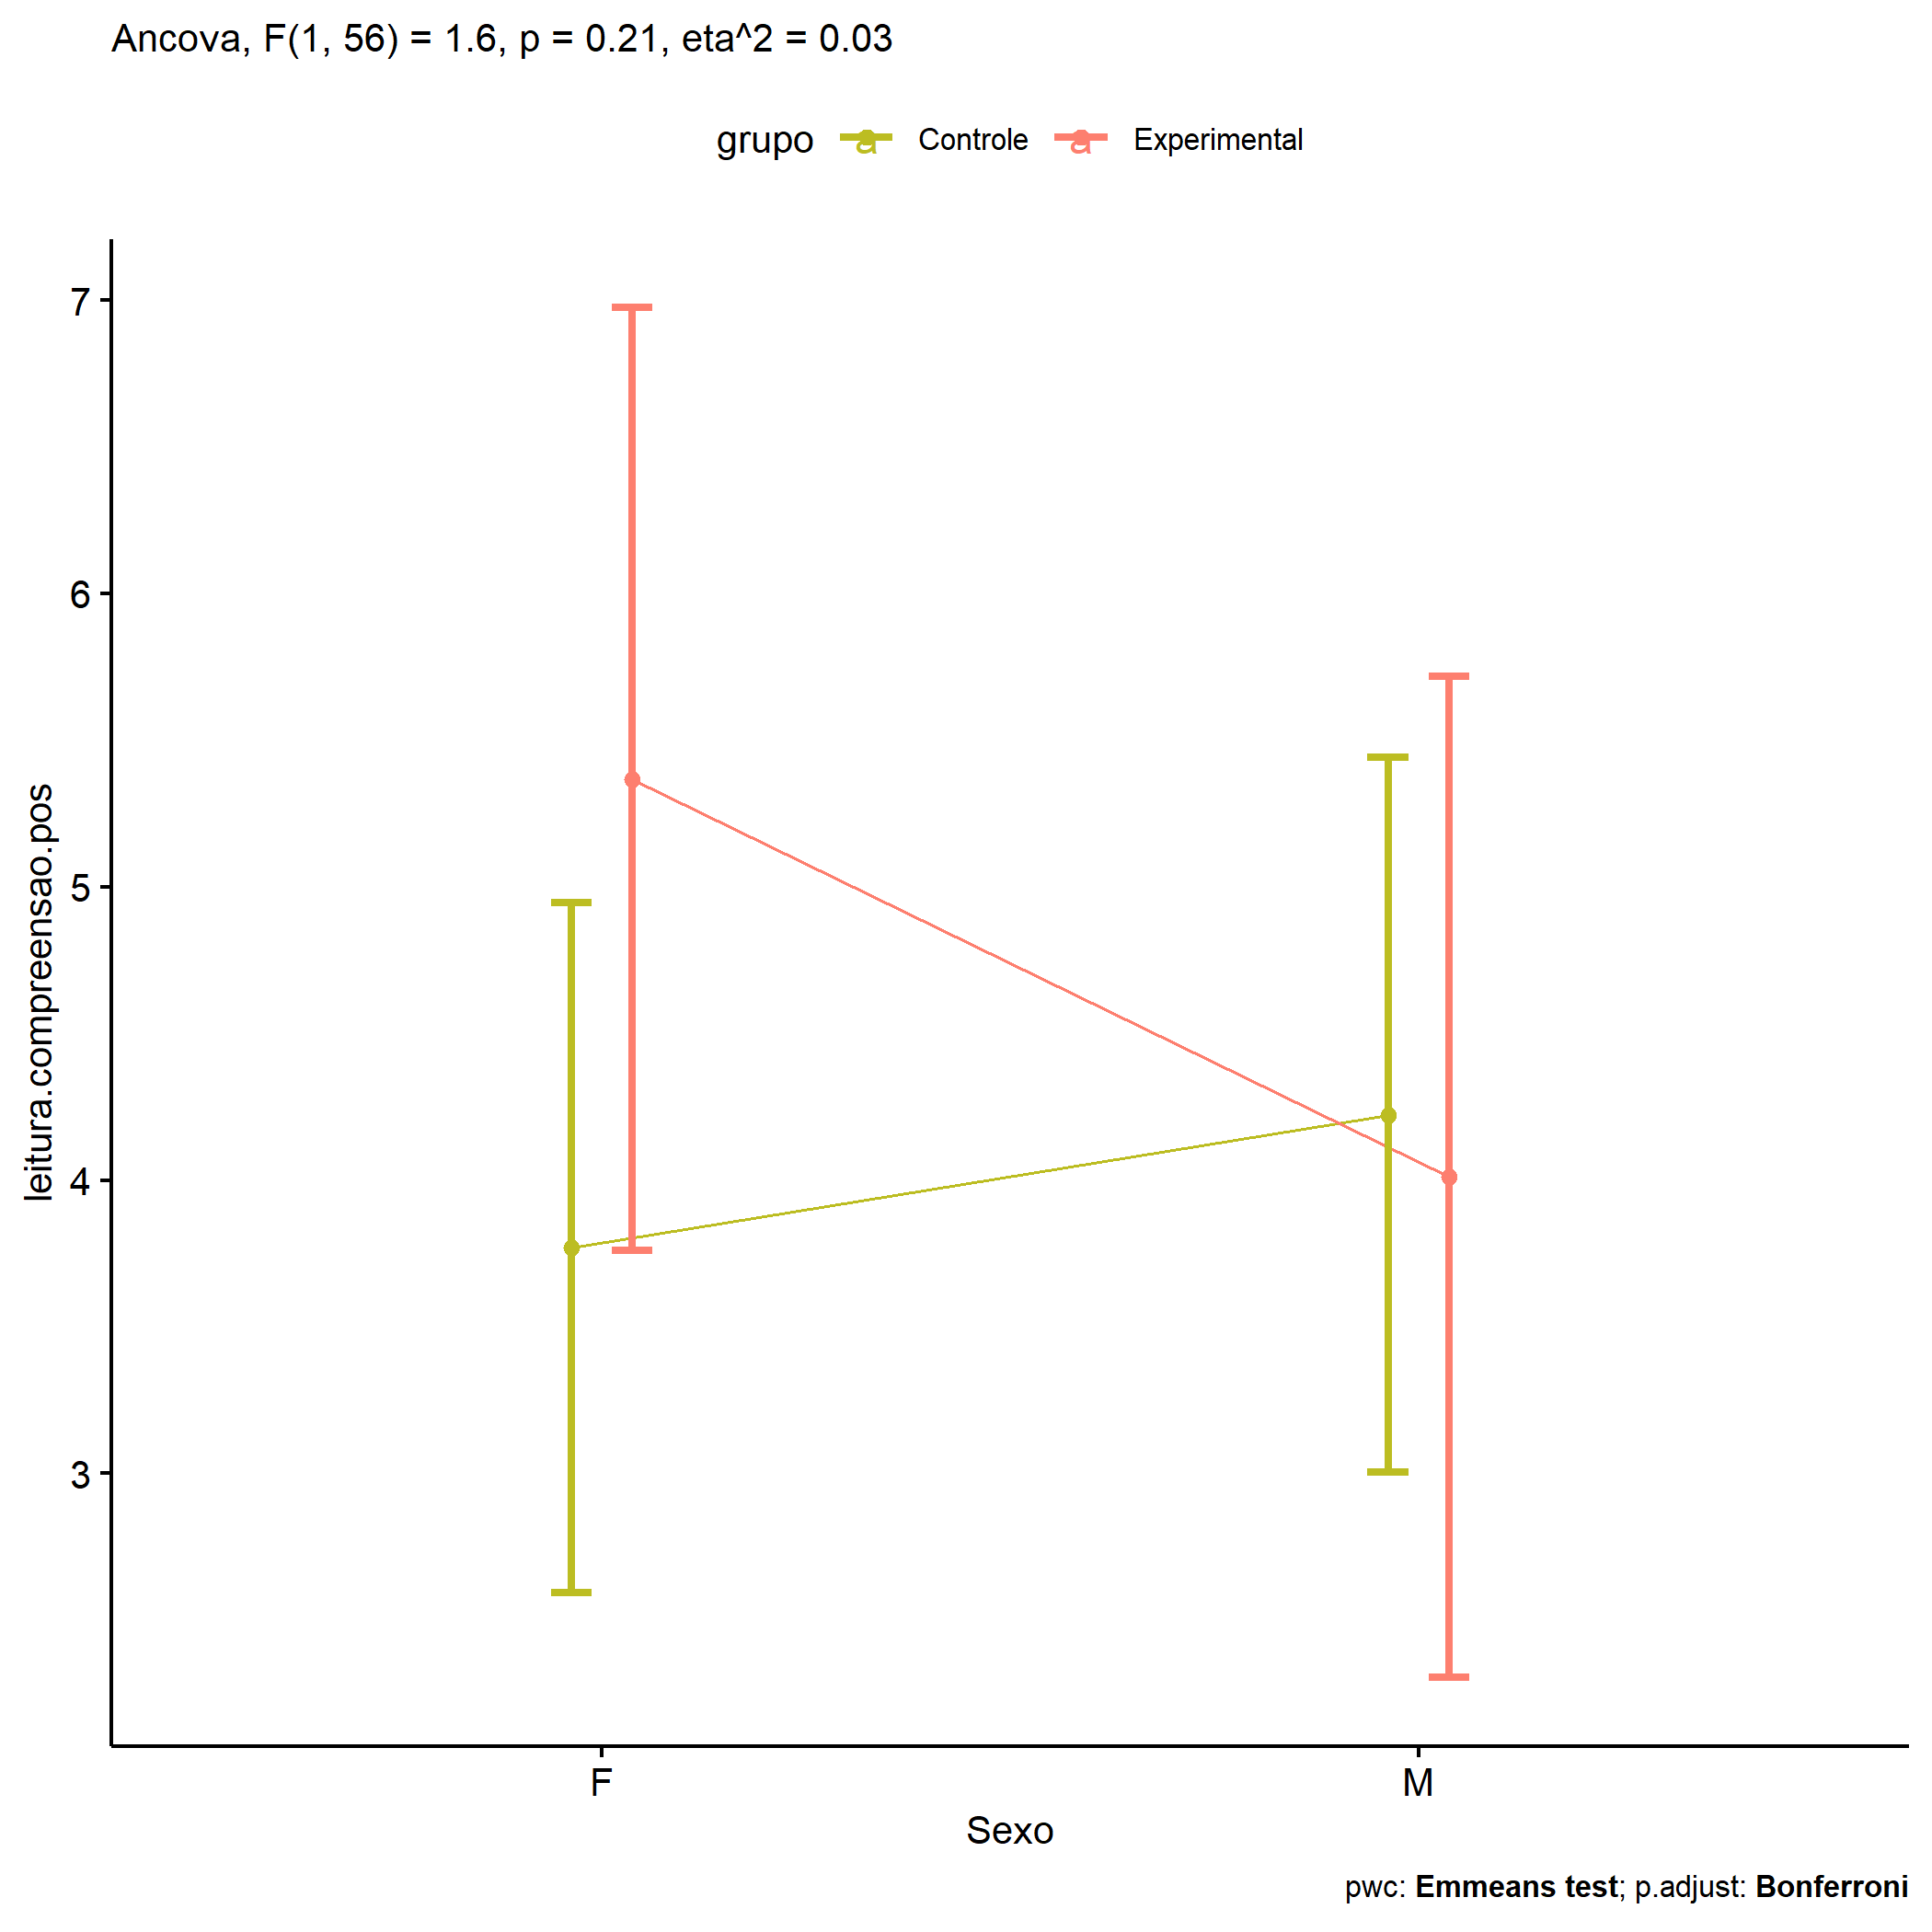 Ancova, F(1, 56) = 1.6, p = 0.21, eta^2 = 0.03
grupo a Controle a Experimental
7
6
5
4
3
leitura.compreensao.pos
F M
Sexo
pwc: Emmeans test; p.adjust: Bonferroni